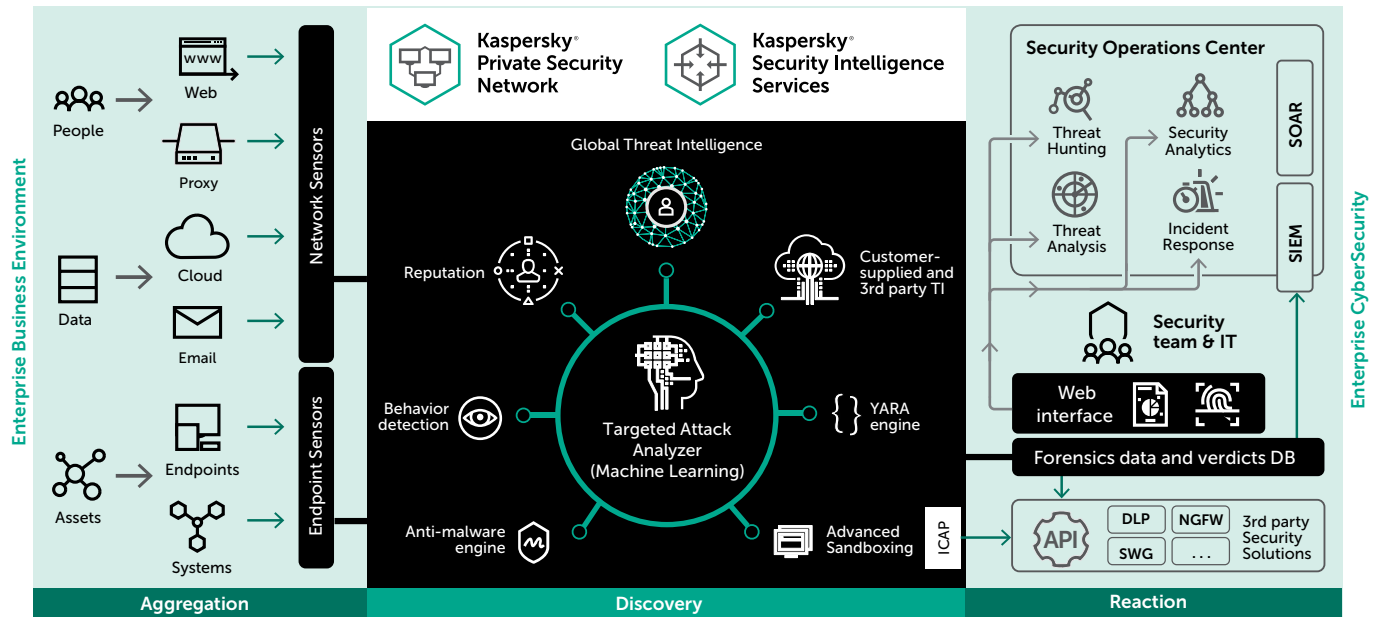 Enterprise Business Environment
People
Data
Assets
www
Web
Proxy
Cloud
Email
Endpoints
Systems
Network Sensors
Endpoint Sensors
Aggregation
Kaspersky®
Private Security
Network
Kaspersky®
Security Intelligence
Services
Global Threat Intelligence
Reputation
Customer-
supplied and
3rd party TI
Behavior
detection
{ } YARA
engine
Targeted Attack
Analyzer
(Machine Learning)
Anti-malware
engine
Advanced
Sandboxing
ICAP
Discovery
Security Operations Center
Threat
Hunting
Security
Analytics
Threat
Analysis
Incident
Response
SOAR
SIEM
Security
team & IT
Web
interface
Forensics data and verdicts DB
API
DLP
NGFW
SWG
...
3rd party
Security
Solutions
Reaction
Enterprise CyberSecurity